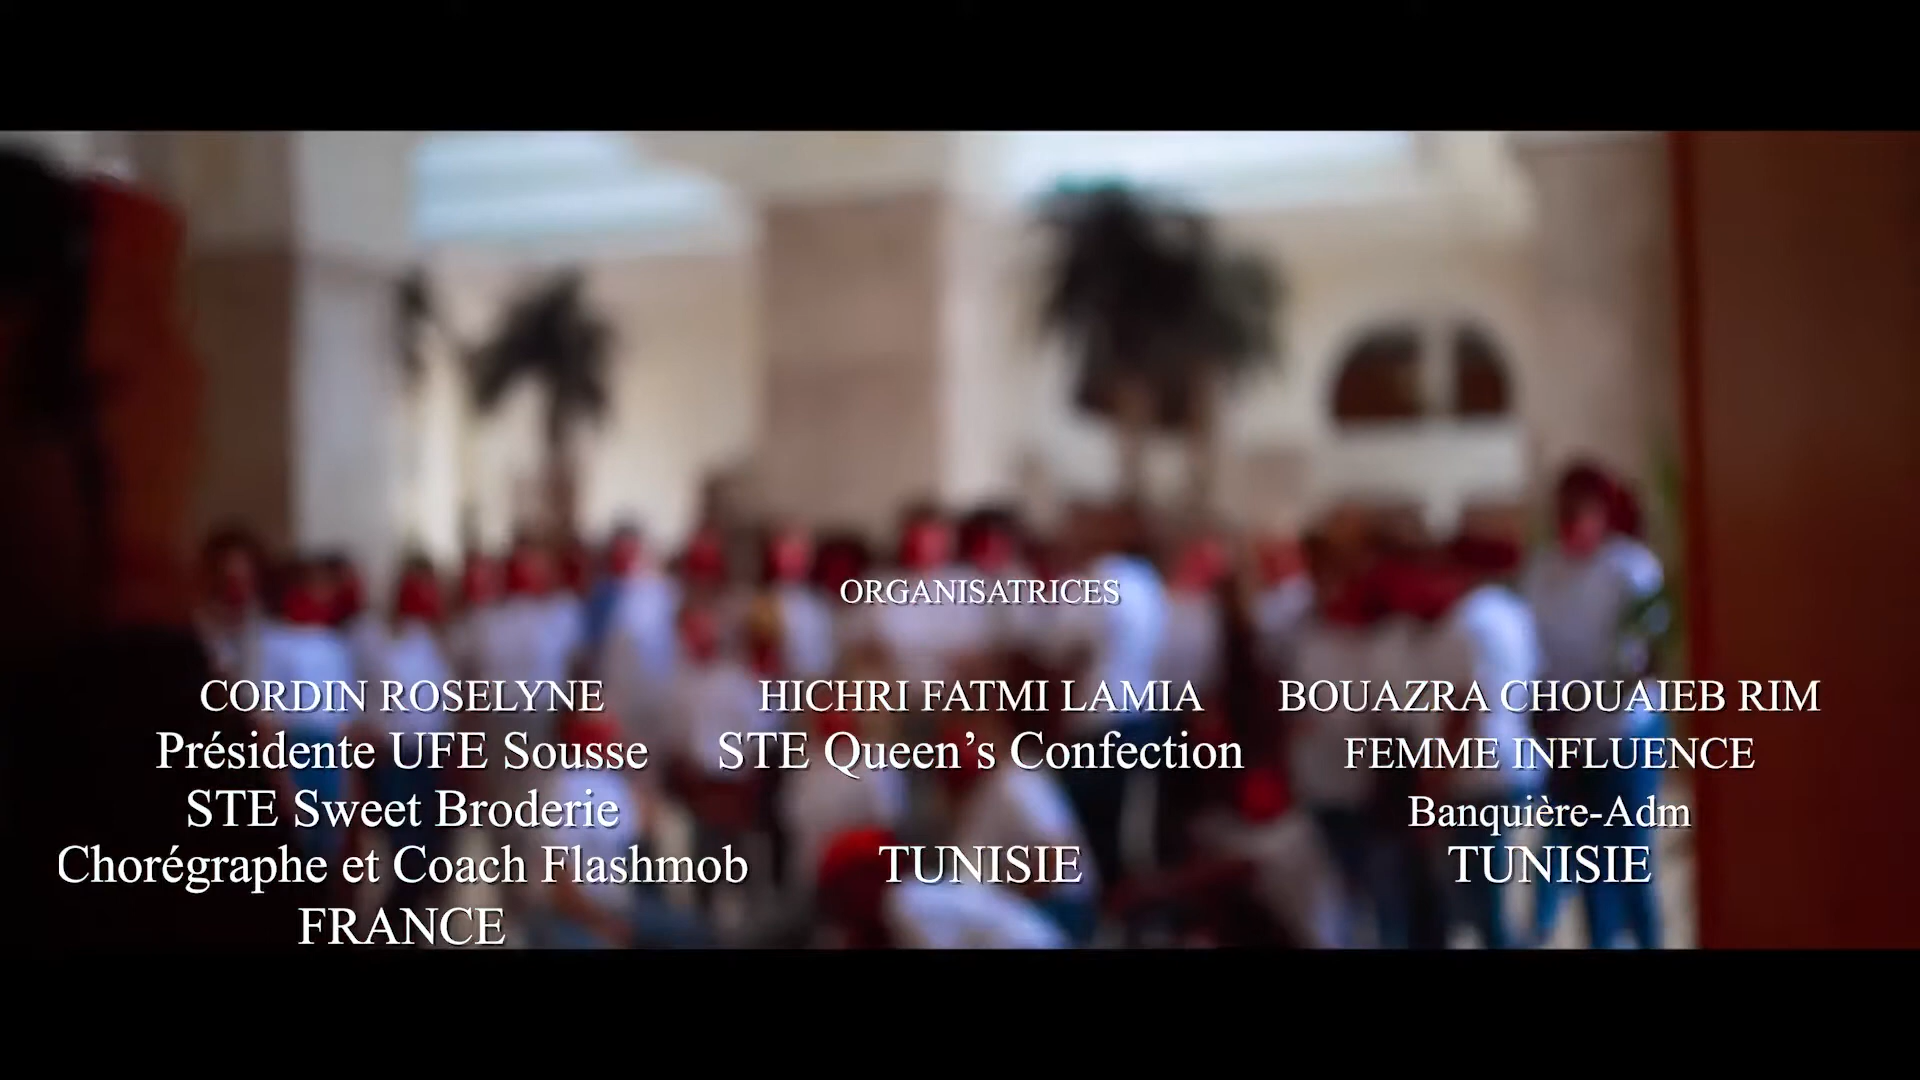 ORGANISATRICES
CORDIN ROSELYNE
Présidente UFE Sousse
STE Sweet Broderie
Chorégraphe et Coach Flashmob
FRANCE
HICHRI FATMI LAMIA
STE Queen’s Confection
TUNISIE
BOUAZRA CHOUAIEB RIM
FEMME INFLUENCE
Banquière-Adm
TUNISIE